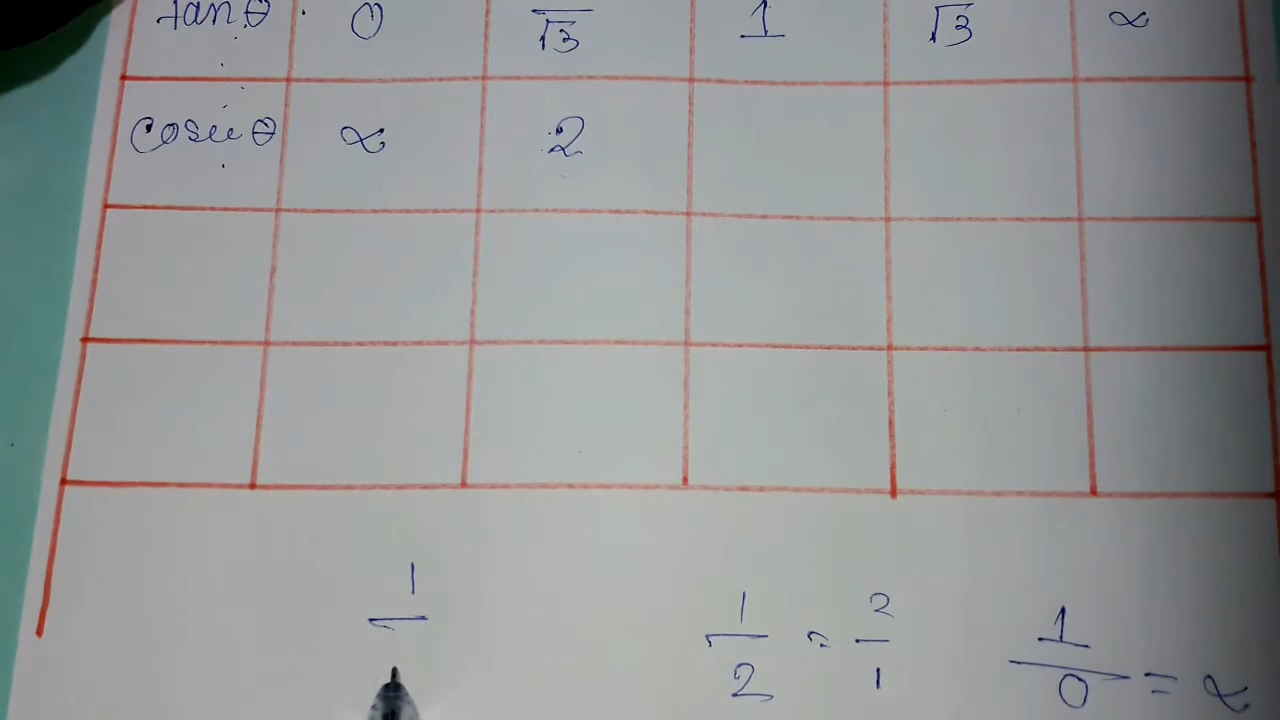 tanθ 0 1/√3 1 √3 ∝
cosecθ ∝ 2
1/
1/2 = 2/1
1/0 = ∝